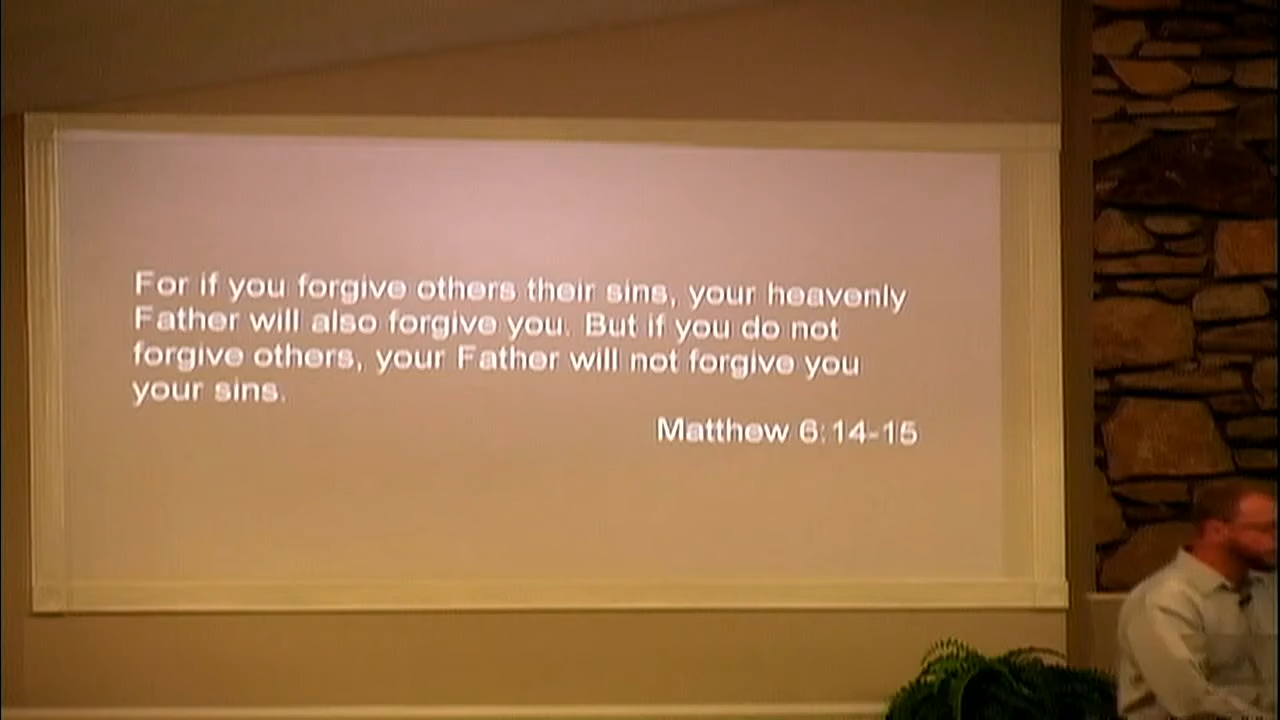 For if you forgive others their sins, your heavenly
Father will also forgive you. But if you do not
forgive others, your Father will not forgive you
your sins.
Matthew 6:14-15